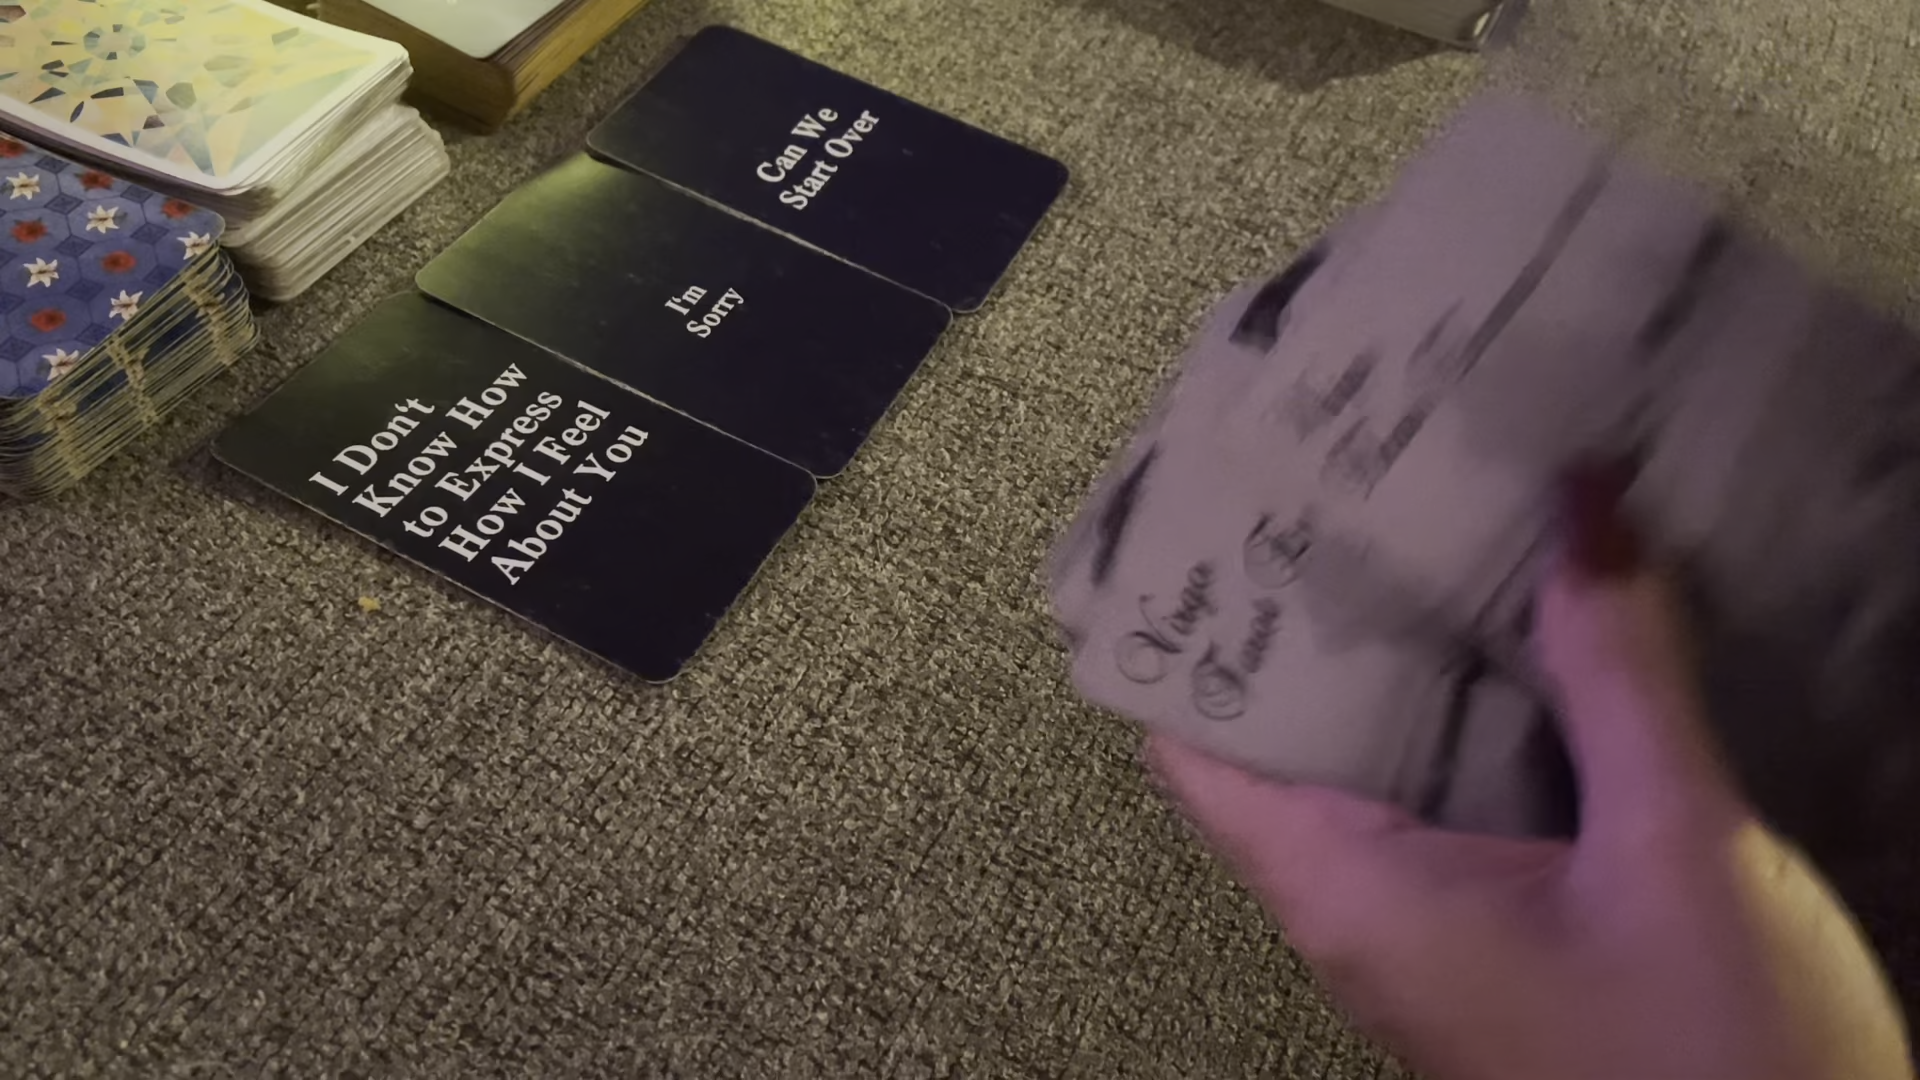 Can We
Start Over
I'm
Sorry
I Don't
Know How
to Express
How I Feel
About You